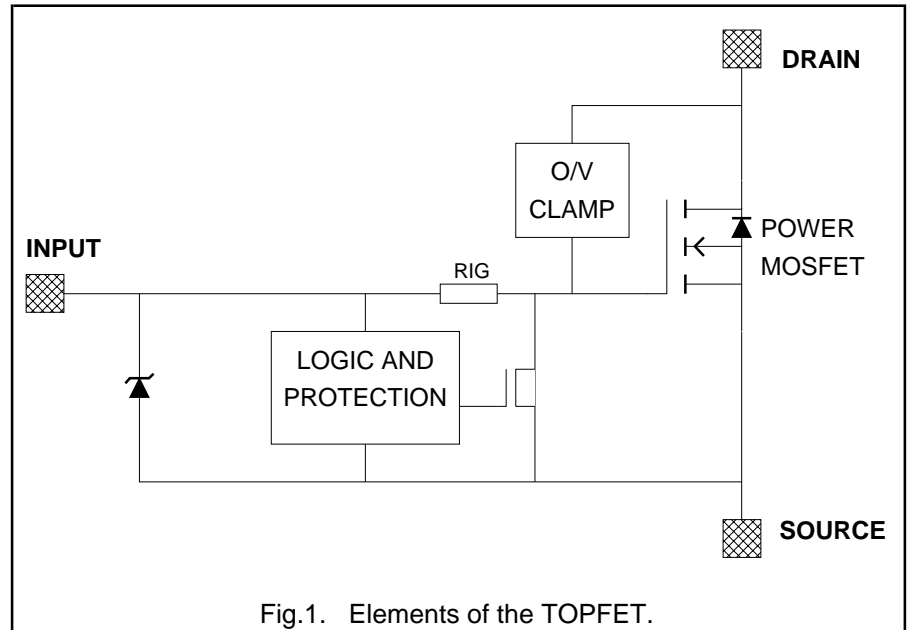 DRAIN
O/V
CLAMP
POWER
MOSFET
INPUT
RIG
LOGIC AND
PROTECTION
SOURCE
Fig.1. Elements of the TOPFET.